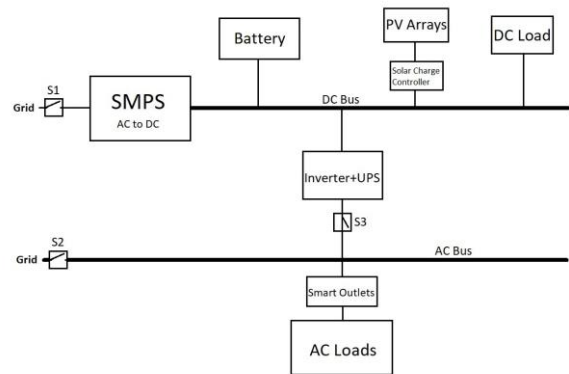 Battery
PV Arrays
DC Load
Solar Charge
Controller
S1
Grid
SMPS
AC to DC
DC Bus
Inverter+UPS
S3
S2
Grid
AC Bus
Smart Outlets
AC Loads